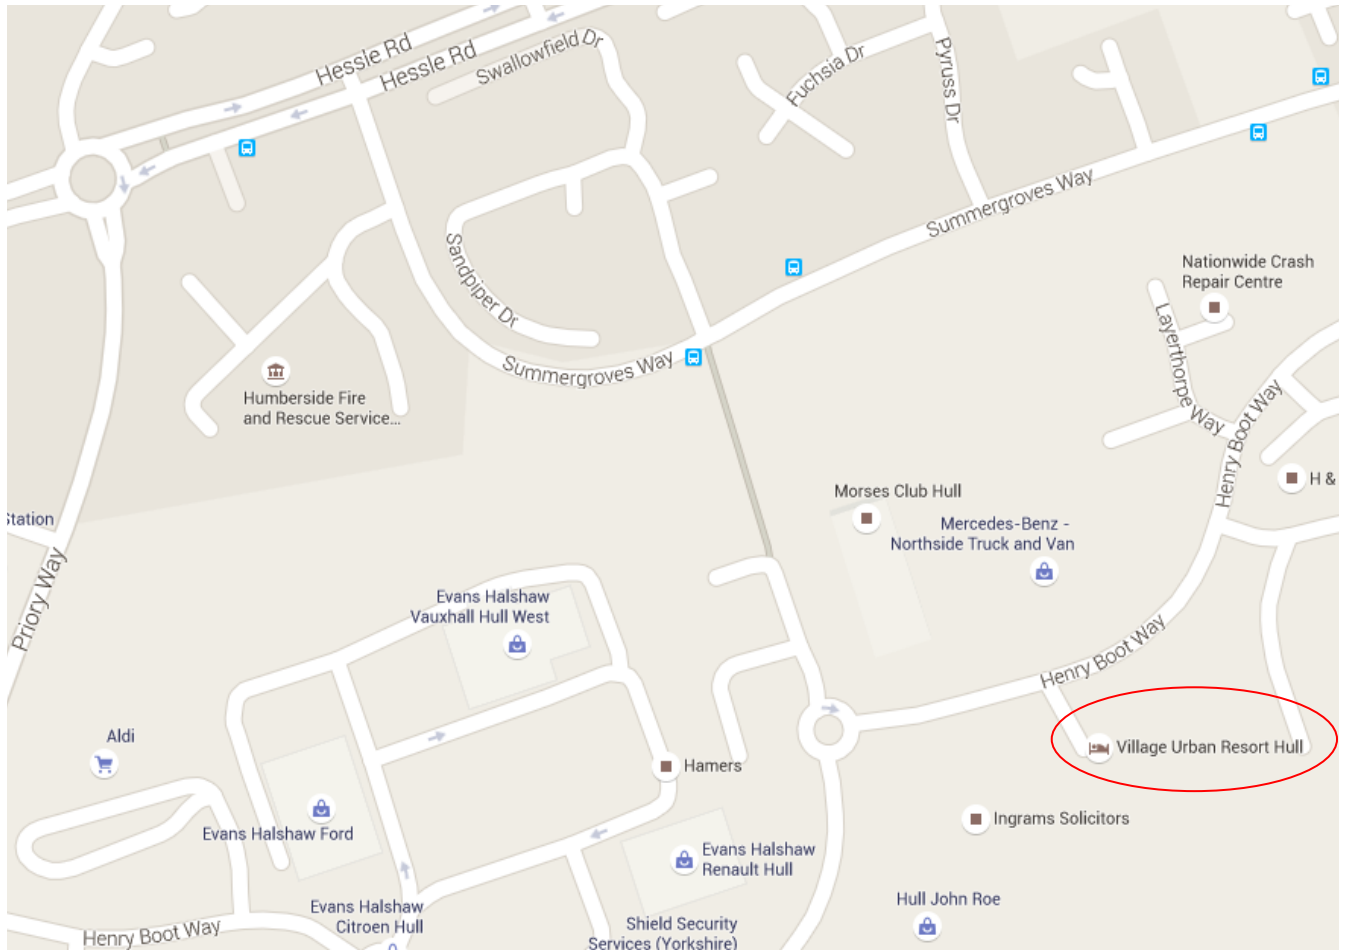 Hessle Rd
Hessle Rd
Swallowfield Dr
Fuchsia Dr
Pyruss Dr
Summergroves Way
Sandpiper Dr
Nationwide Crash
Repair Centre
Layerthorpe Way
Summergroves Way
Humberside Fire
and Rescue Service...
Henry Boot Way
H &
Morses Club Hull
Station
Mercedes-Benz -
Northside Truck and Van
Priory Way
Evans Halshaw
Vauxhall Hull West
Henry Boot Way
Aldi
Village Urban Resort Hull
Hamers
Ingrams Solicitors
Evans Halshaw Ford
Evans Halshaw
Renault Hull
Hull John Roe
Evans Halshaw
Citroen Hull
Shield Security
Services (Yorkshire)
Henry Boot Way